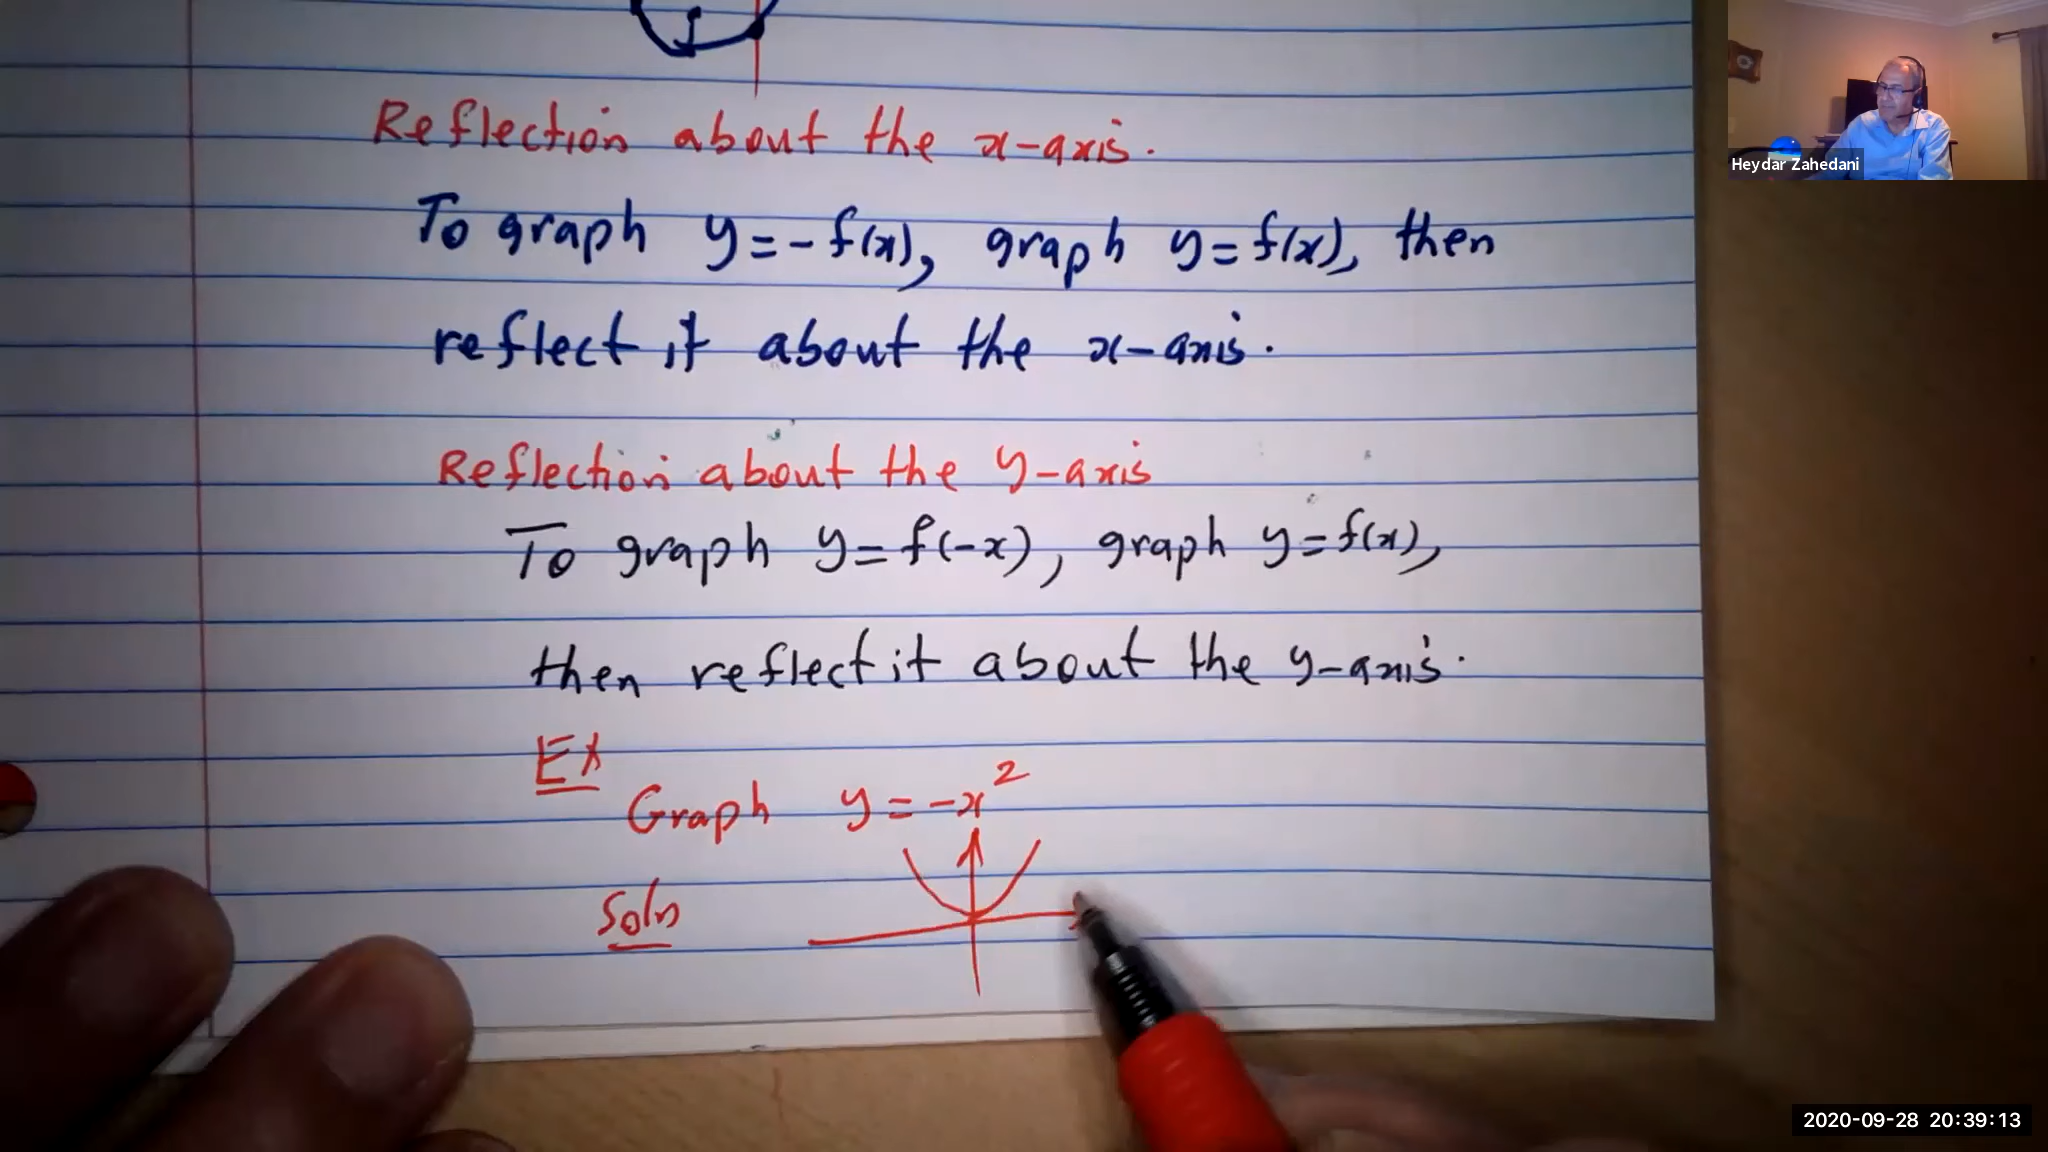 Reflection about the x-axis.
To graph y=-f(x), graph y=f(x), then
reflect it about the x-axis.
Reflection about the y-axis
To graph y=f(-x), graph y=f(x),
then reflect it about the y-axis.
Ex
Graph y=-x²
Soln
Heydar Zahedani
2020-09-28 20:39:13